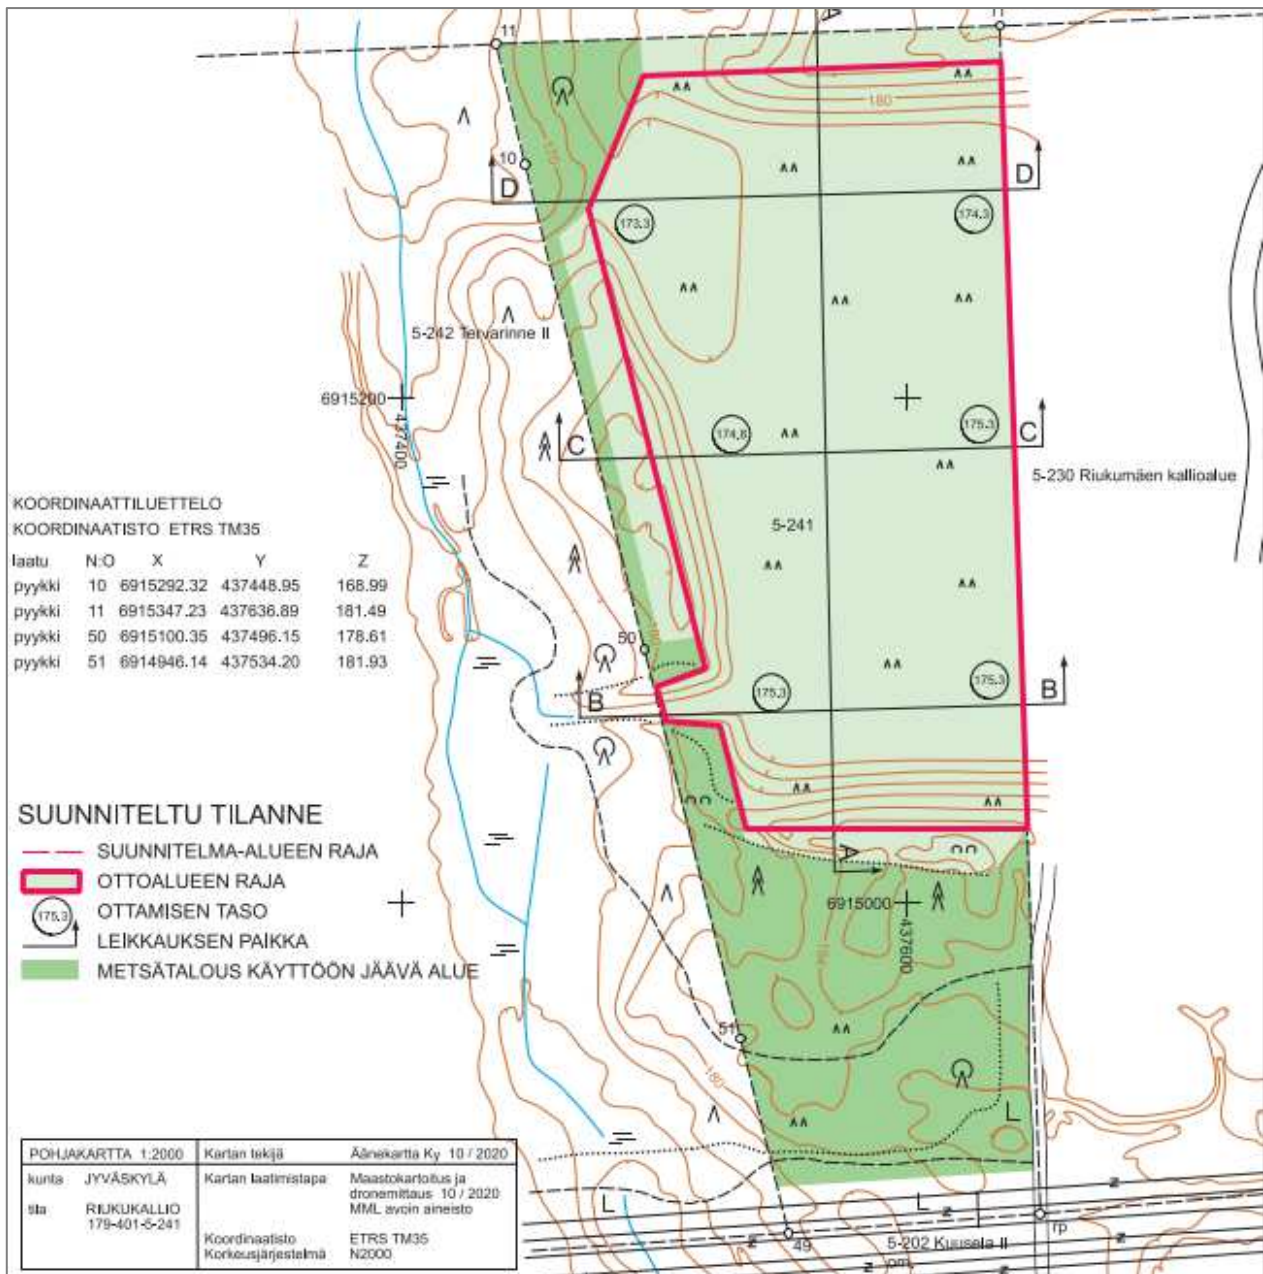 11
11
10
D
D
180
170
173.3
174.3
5-242 Tervarinne II
6915200
437400
174.8
175.3
C
C
5-230 Riukumäen kallioalue
5-241
50
180
B
B
175.3
175.3
A
A
KOORDINAATTILUETTELO
KOORDINAATISTO ETRS TM35
laatu N:O X Y Z
pyykki 10 6915292.32 437448.95 168.99
pyykki 11 6915347.23 437636.89 181.49
pyykki 50 6915100.35 437496.15 178.61
pyykki 51 6914946.14 437534.20 181.93
SUUNNITELTU TILANNE
SUUNNITELMA-ALUEEN RAJA
OTTOALUEEN RAJA
175.3 OTTAMISEN TASO
LEIKKAUKSEN PAIKKA
METSÄTALOUS KÄYTTÖÖN JÄÄVÄ ALUE
6915000
437600
51
180
L
L
L
z
z
z
z
z
z
49
rp
5-202 Kuusela II
om.
POHJAKARTTA 1:2000 Kartan tekijä Äänekartta Ky 10 / 2020
kunta JYVÄSKYLÄ Kartan laatimistapa Maastokartoitus ja
dronemittaus 10 / 2020
tila RIUKUKALLIO MML avoin aineisto
179-401-5-241
Koordinaatisto ETRS TM35
Korkeusjärjestelmä N2000